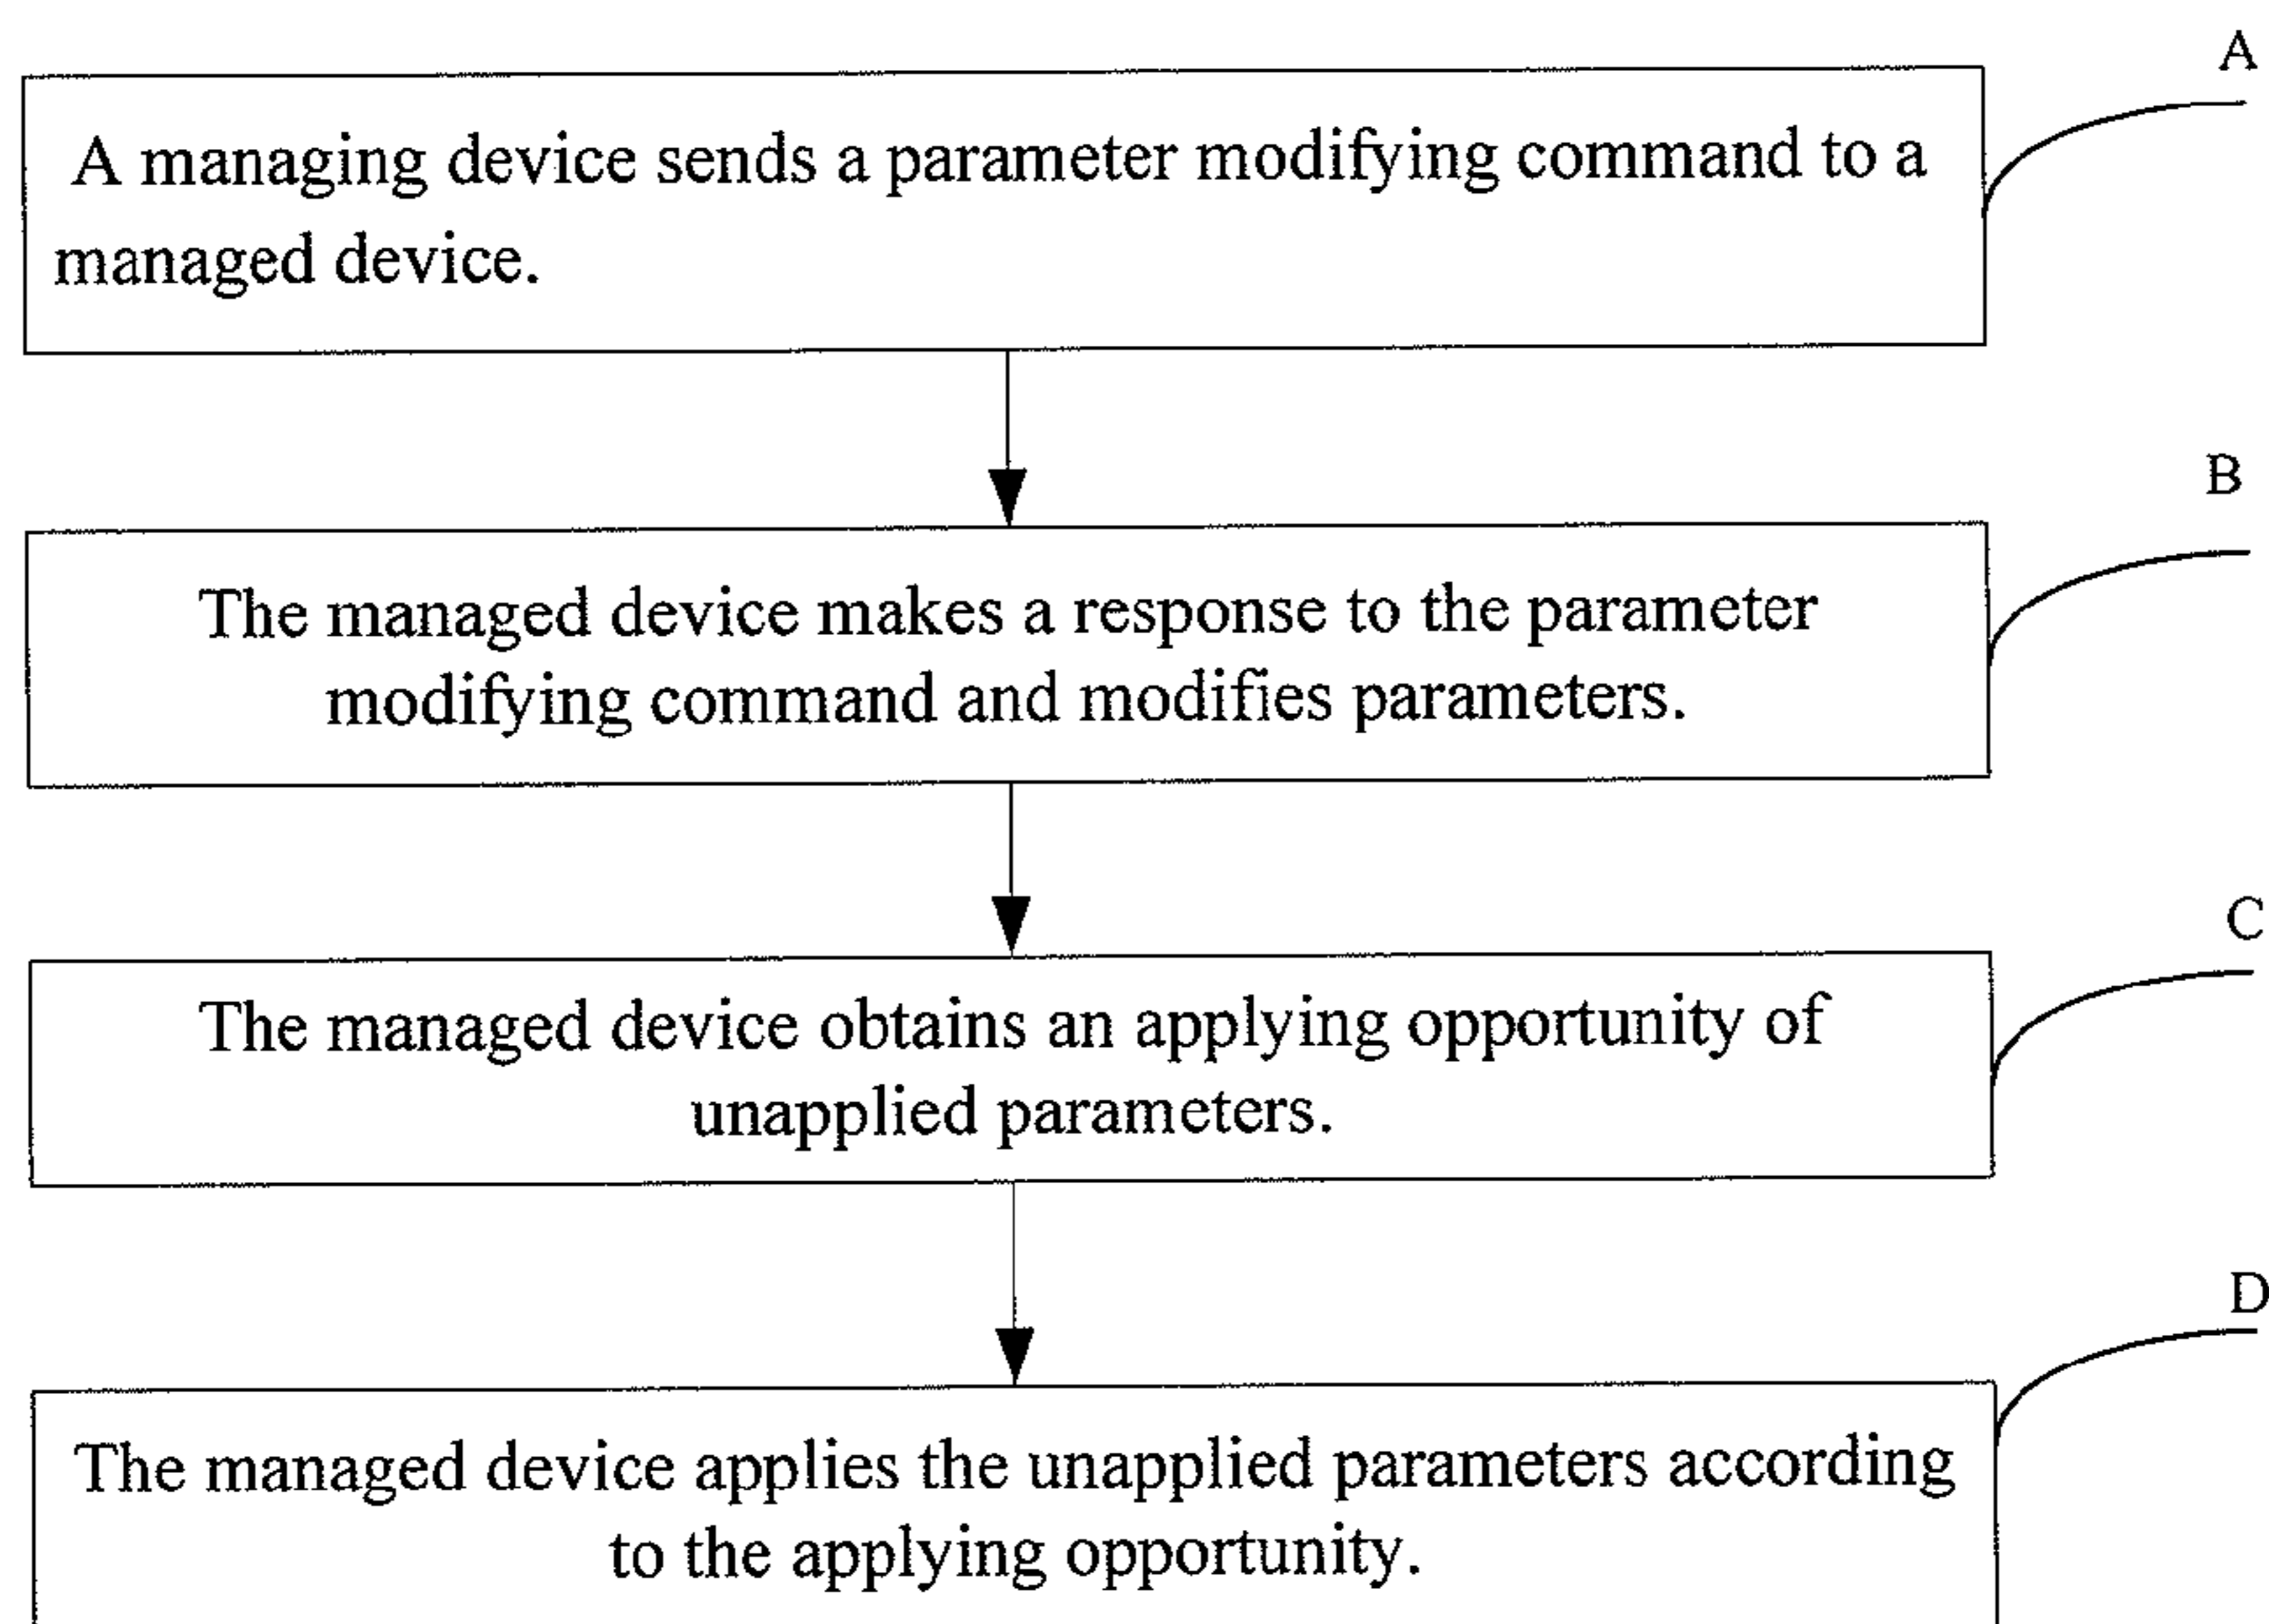 A
A managing device sends a parameter modifying command to a
managed device.
B
The managed device makes a response to the parameter
modifying command and modifies parameters.
C
The managed device obtains an applying opportunity of
unapplied parameters.
D
The managed device applies the unapplied parameters according
to the applying opportunity.